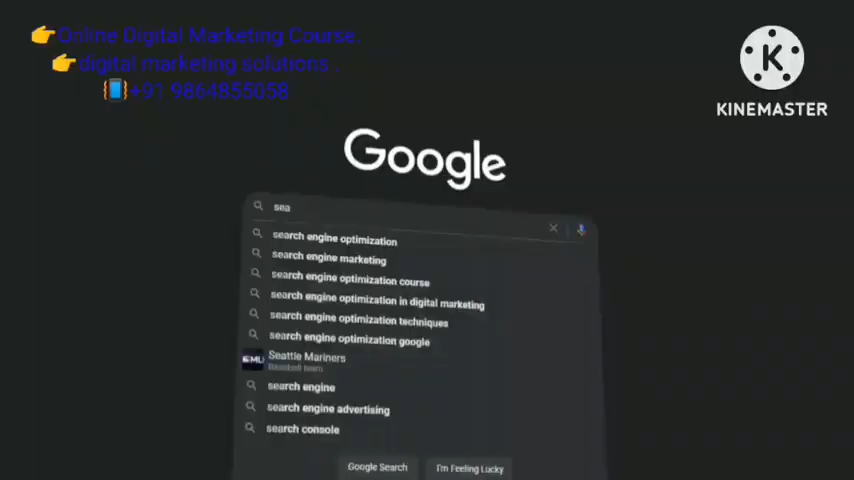 👉Online Digital Marketing Course.
👉digital marketing solutions .
📳+91 9864855058
K
KINEMASTER
Google
sea
search engine optimization
search engine marketing
search engine optimization course
search engine optimization in digital marketing
search engine optimization techniques
search engine optimization google
Seattle Mariners
Baseball team
search engine
search engine advertising
search console
Google Search
I'm Feeling Lucky